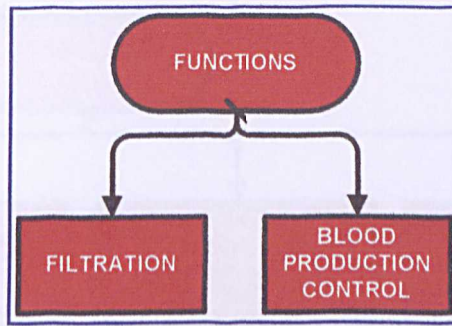 FUNCTIONS
FILTRATION
BLOOD
PRODUCTION
CONTROL